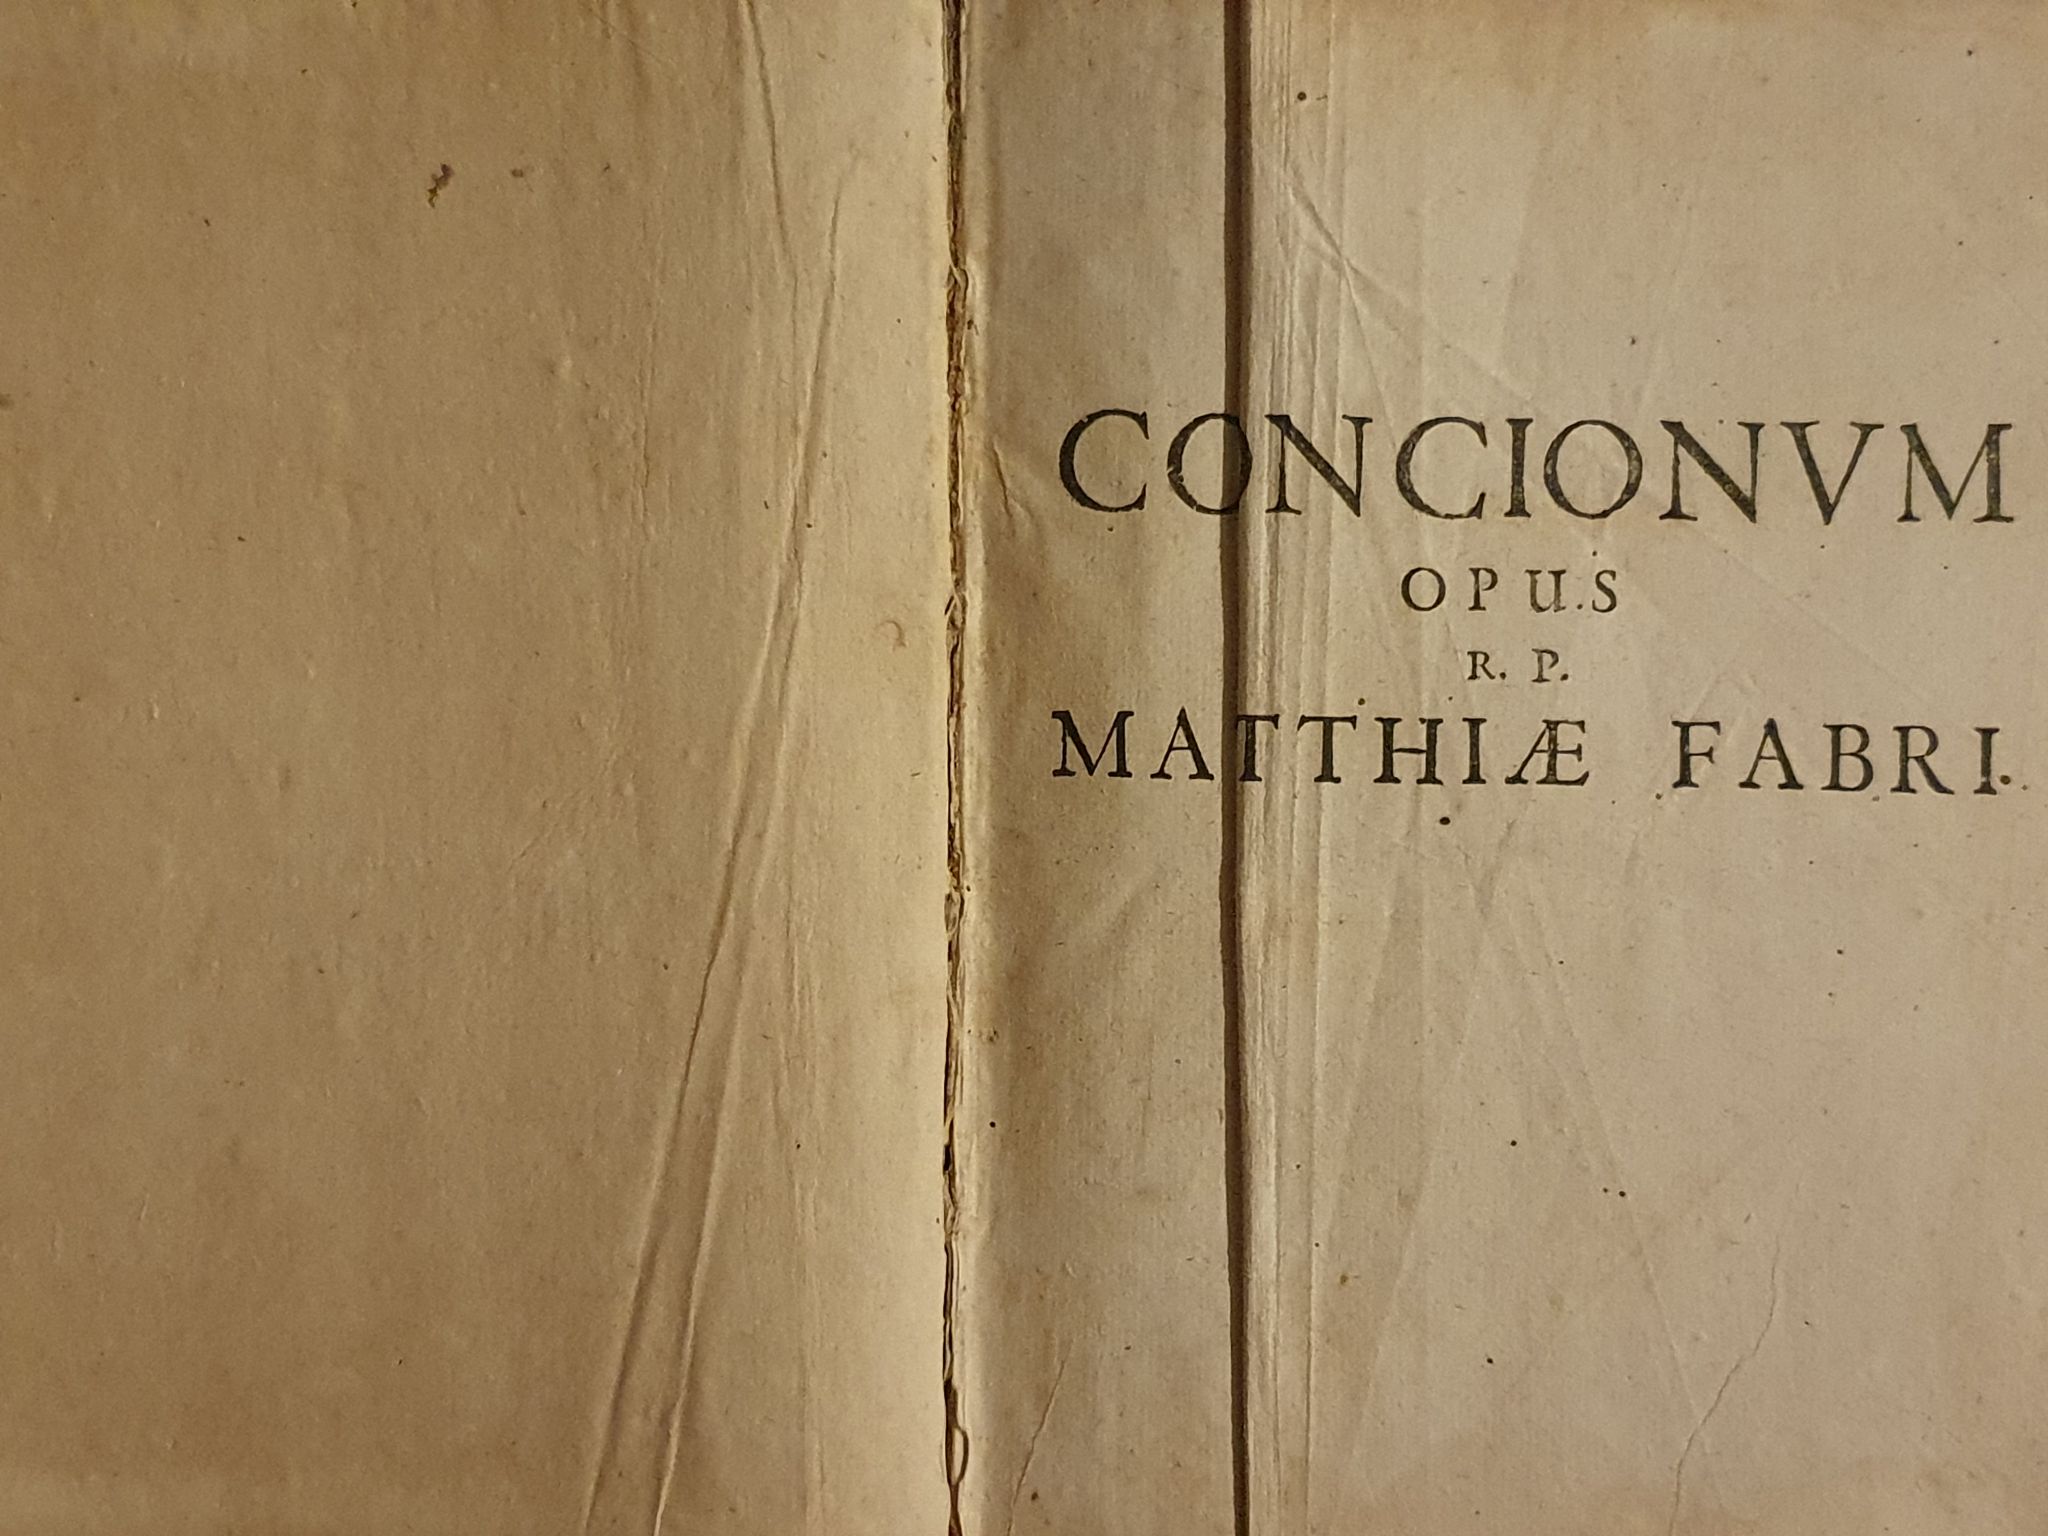 CONCIONVM
OPUS
R. P.
MATTHIÆ FABRI.